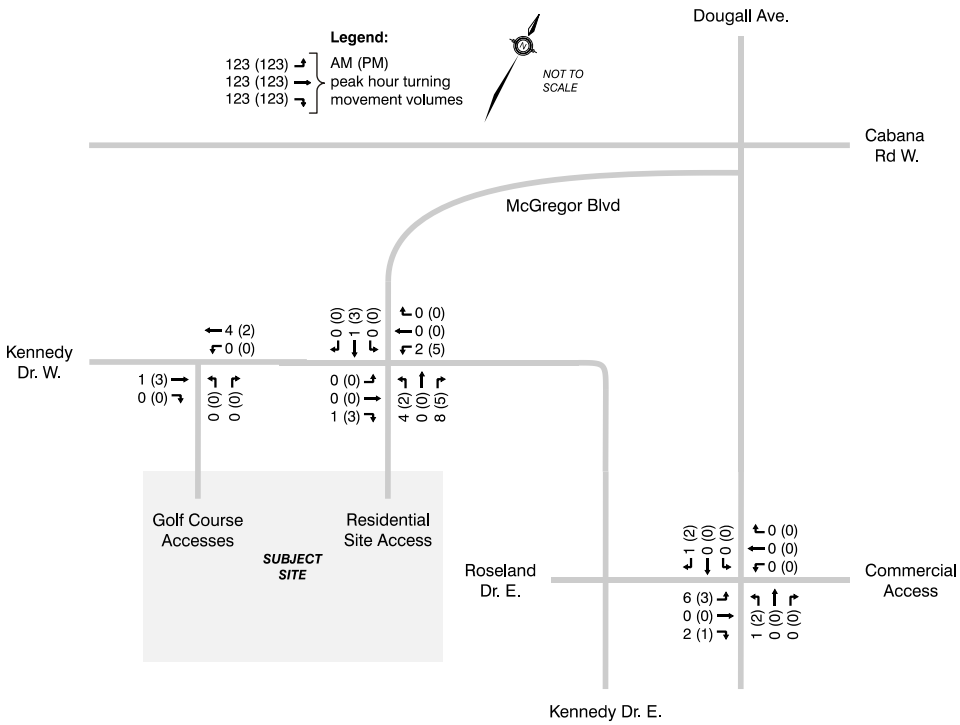 Dougall Ave.
Legend:
123 (123)
123 (123)
123 (123)
AM (PM)
peak hour turning
movement volumes
N
NOT TO
SCALE
Cabana
Rd W.
McGregor Blvd
4 (2)
0 (0)
Kennedy
Dr. W.
1 (3)
0 (0)
0 (0)
0 (0)
0 (0)
1 (3)
0 (0)
0 (0)
0 (0)
2 (5)
0 (0)
0 (0)
1 (3)
4 (2)
0 (0)
8 (5)
Golf Course
Accesses
Residential
Site Access
SUBJECT
SITE
1 (2)
0 (0)
0 (0)
0 (0)
0 (0)
0 (0)
Roseland
Dr. E.
Commercial
Access
6 (3)
0 (0)
2 (1)
1 (2)
0 (0)
0 (0)
Kennedy Dr. E.